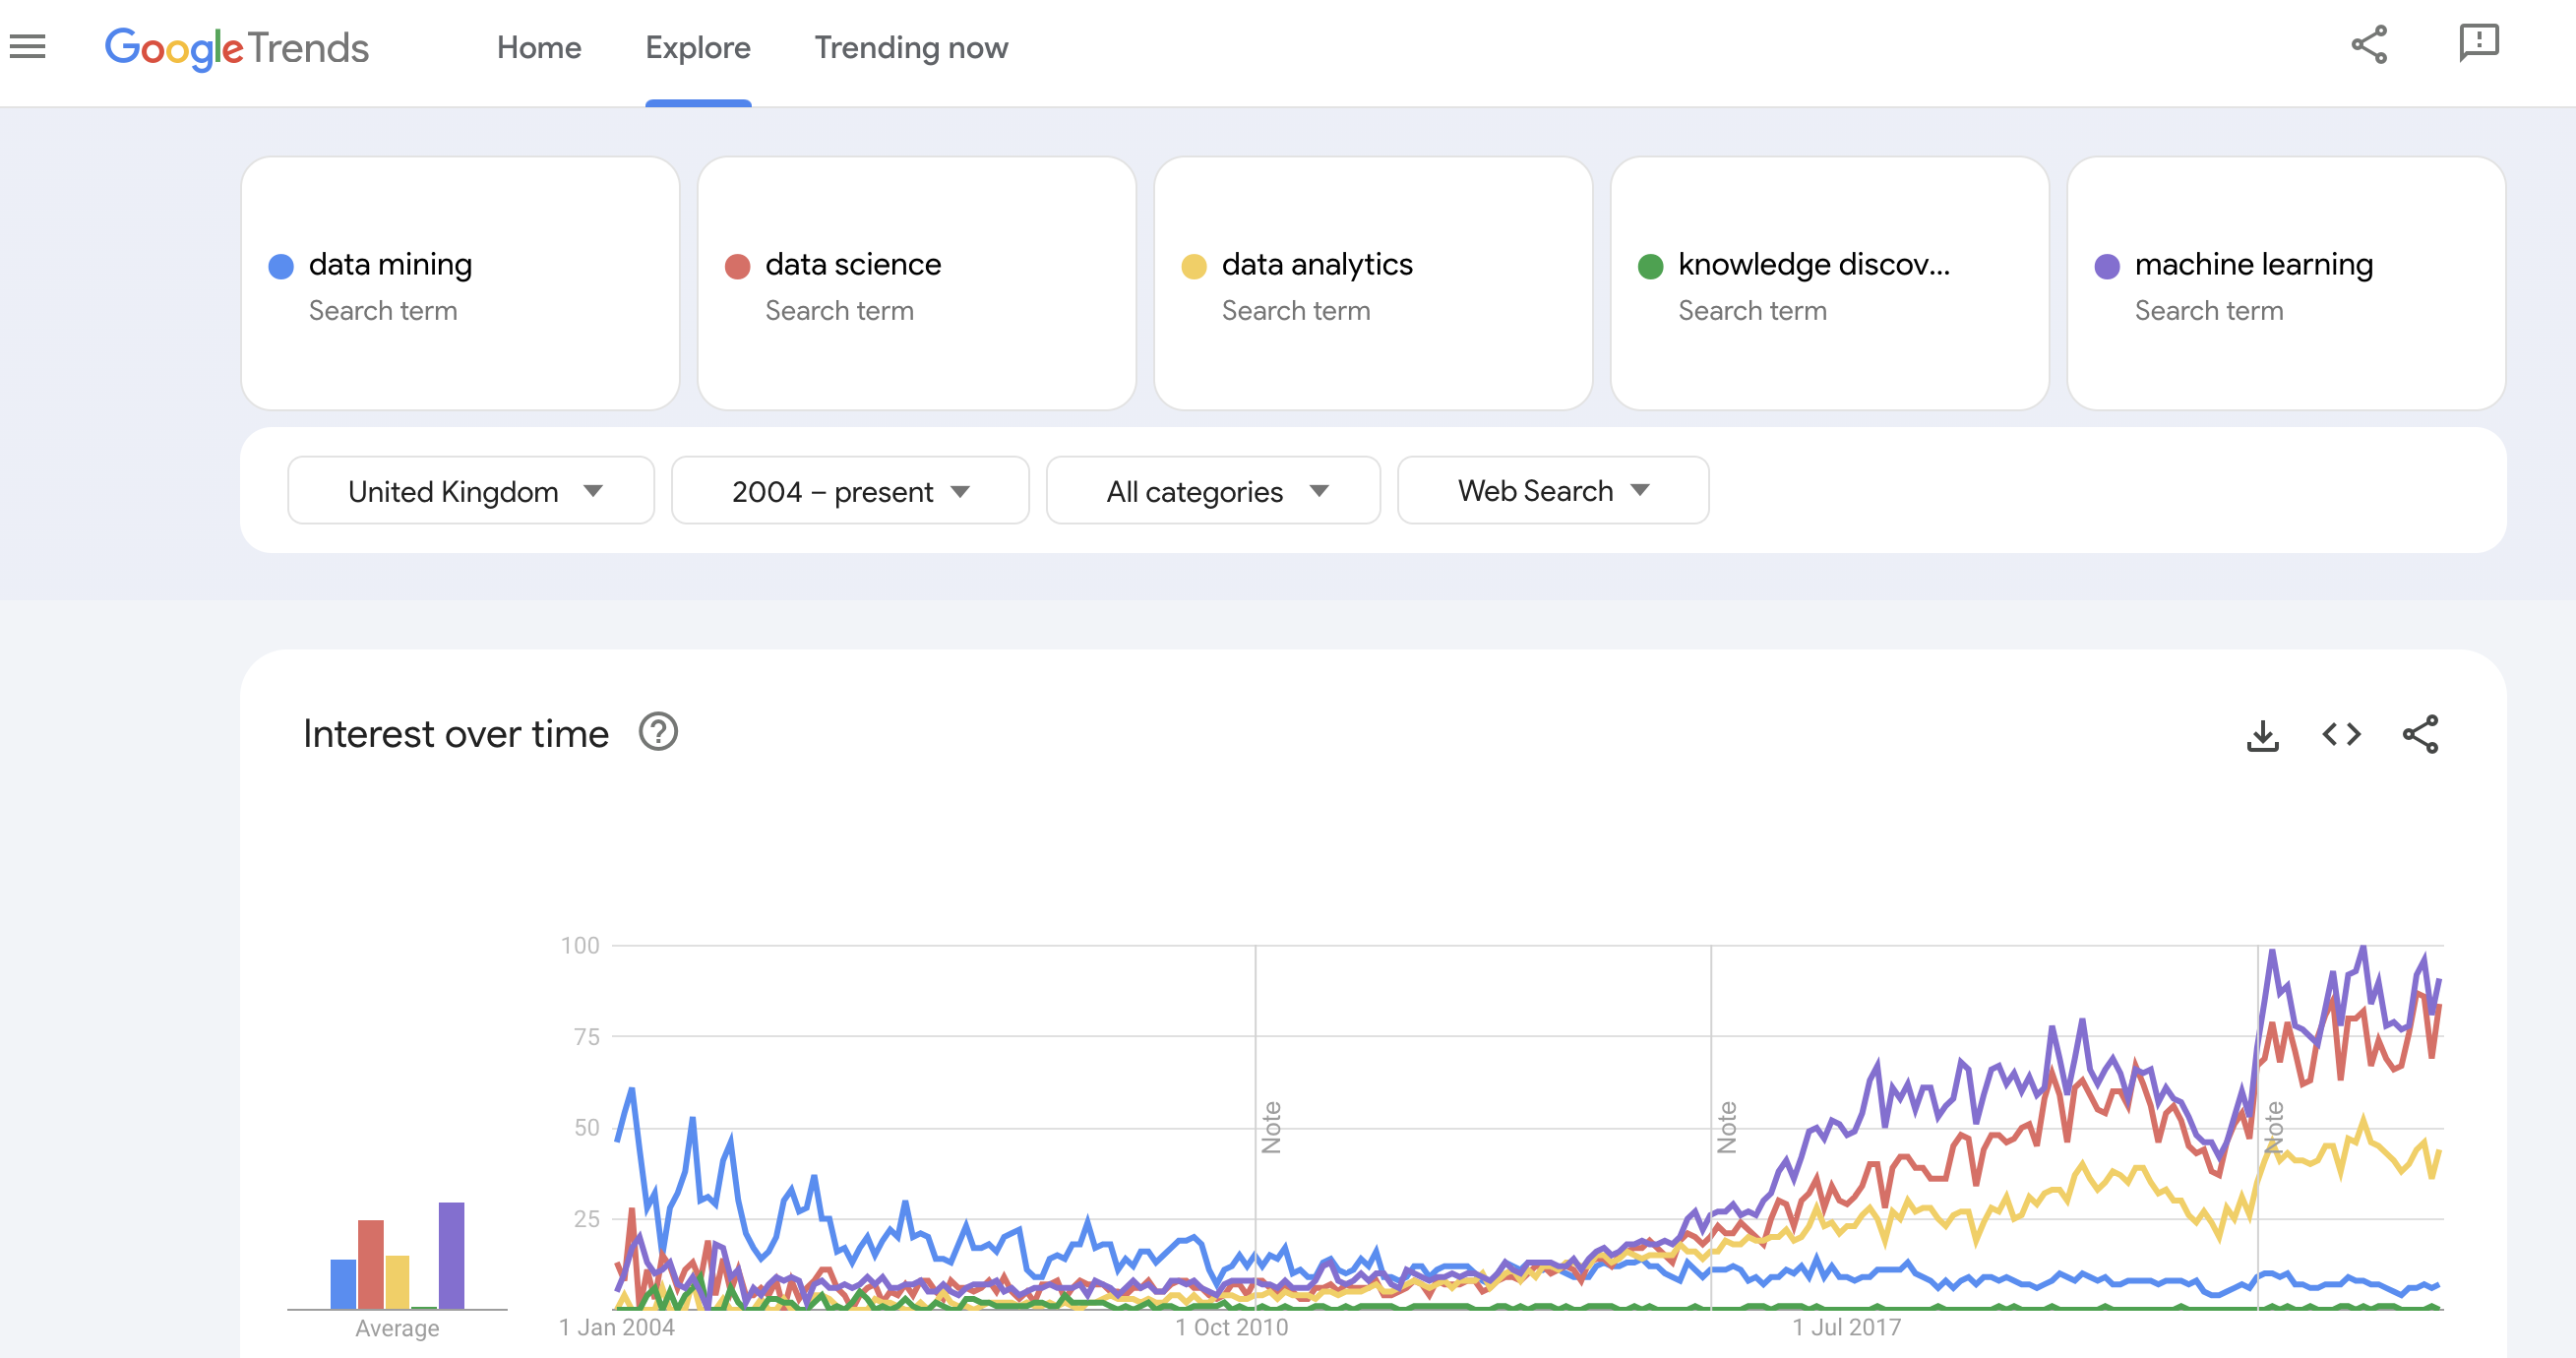 Google Trends Home Explore Trending now
data mining
Search term
data science
Search term
data analytics
Search term
knowledge discov...
Search term
machine learning
Search term
United Kingdom 2004 – present All categories Web Search
Interest over time
100
75
50
25
Note
Note
Note
Average
1 Jan 2004 1 Oct 2010 1 Jul 2017